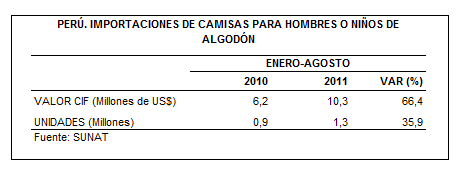 PERÚ. IMPORTACIONES DE CAMISAS PARA HOMBRES O NIÑOS DE
ALGODÓN
ENERO-AGOSTO
2010 2011 VAR (%)
VALOR CIF (Millones de US$) 6,2 10,3 66,4
UNIDADES (Millones) 0,9 1,3 35,9
Fuente: SUNAT